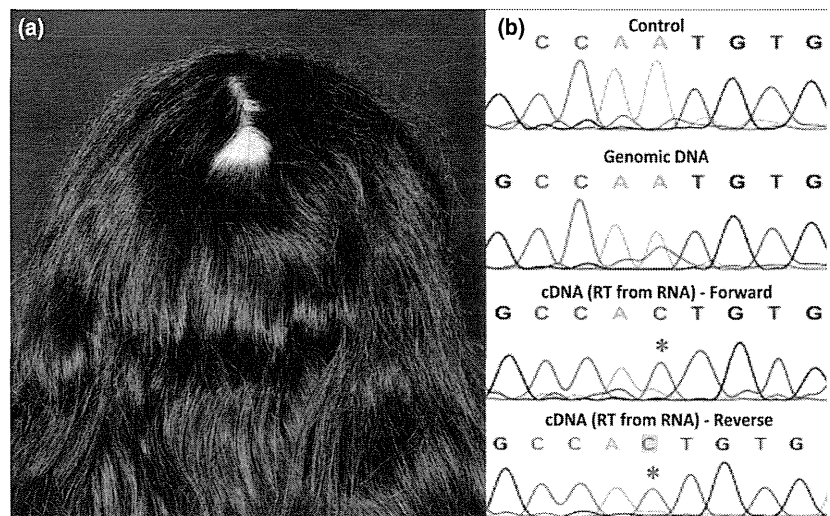 (a)
(b)
Control
C C A A T G T G
Genomic DNA
G C C A A T G T G
cDNA (RT from RNA) - Forward
G C C A C T G T G
*
cDNA (RT from RNA) - Reverse
G C C A C T G T G
*